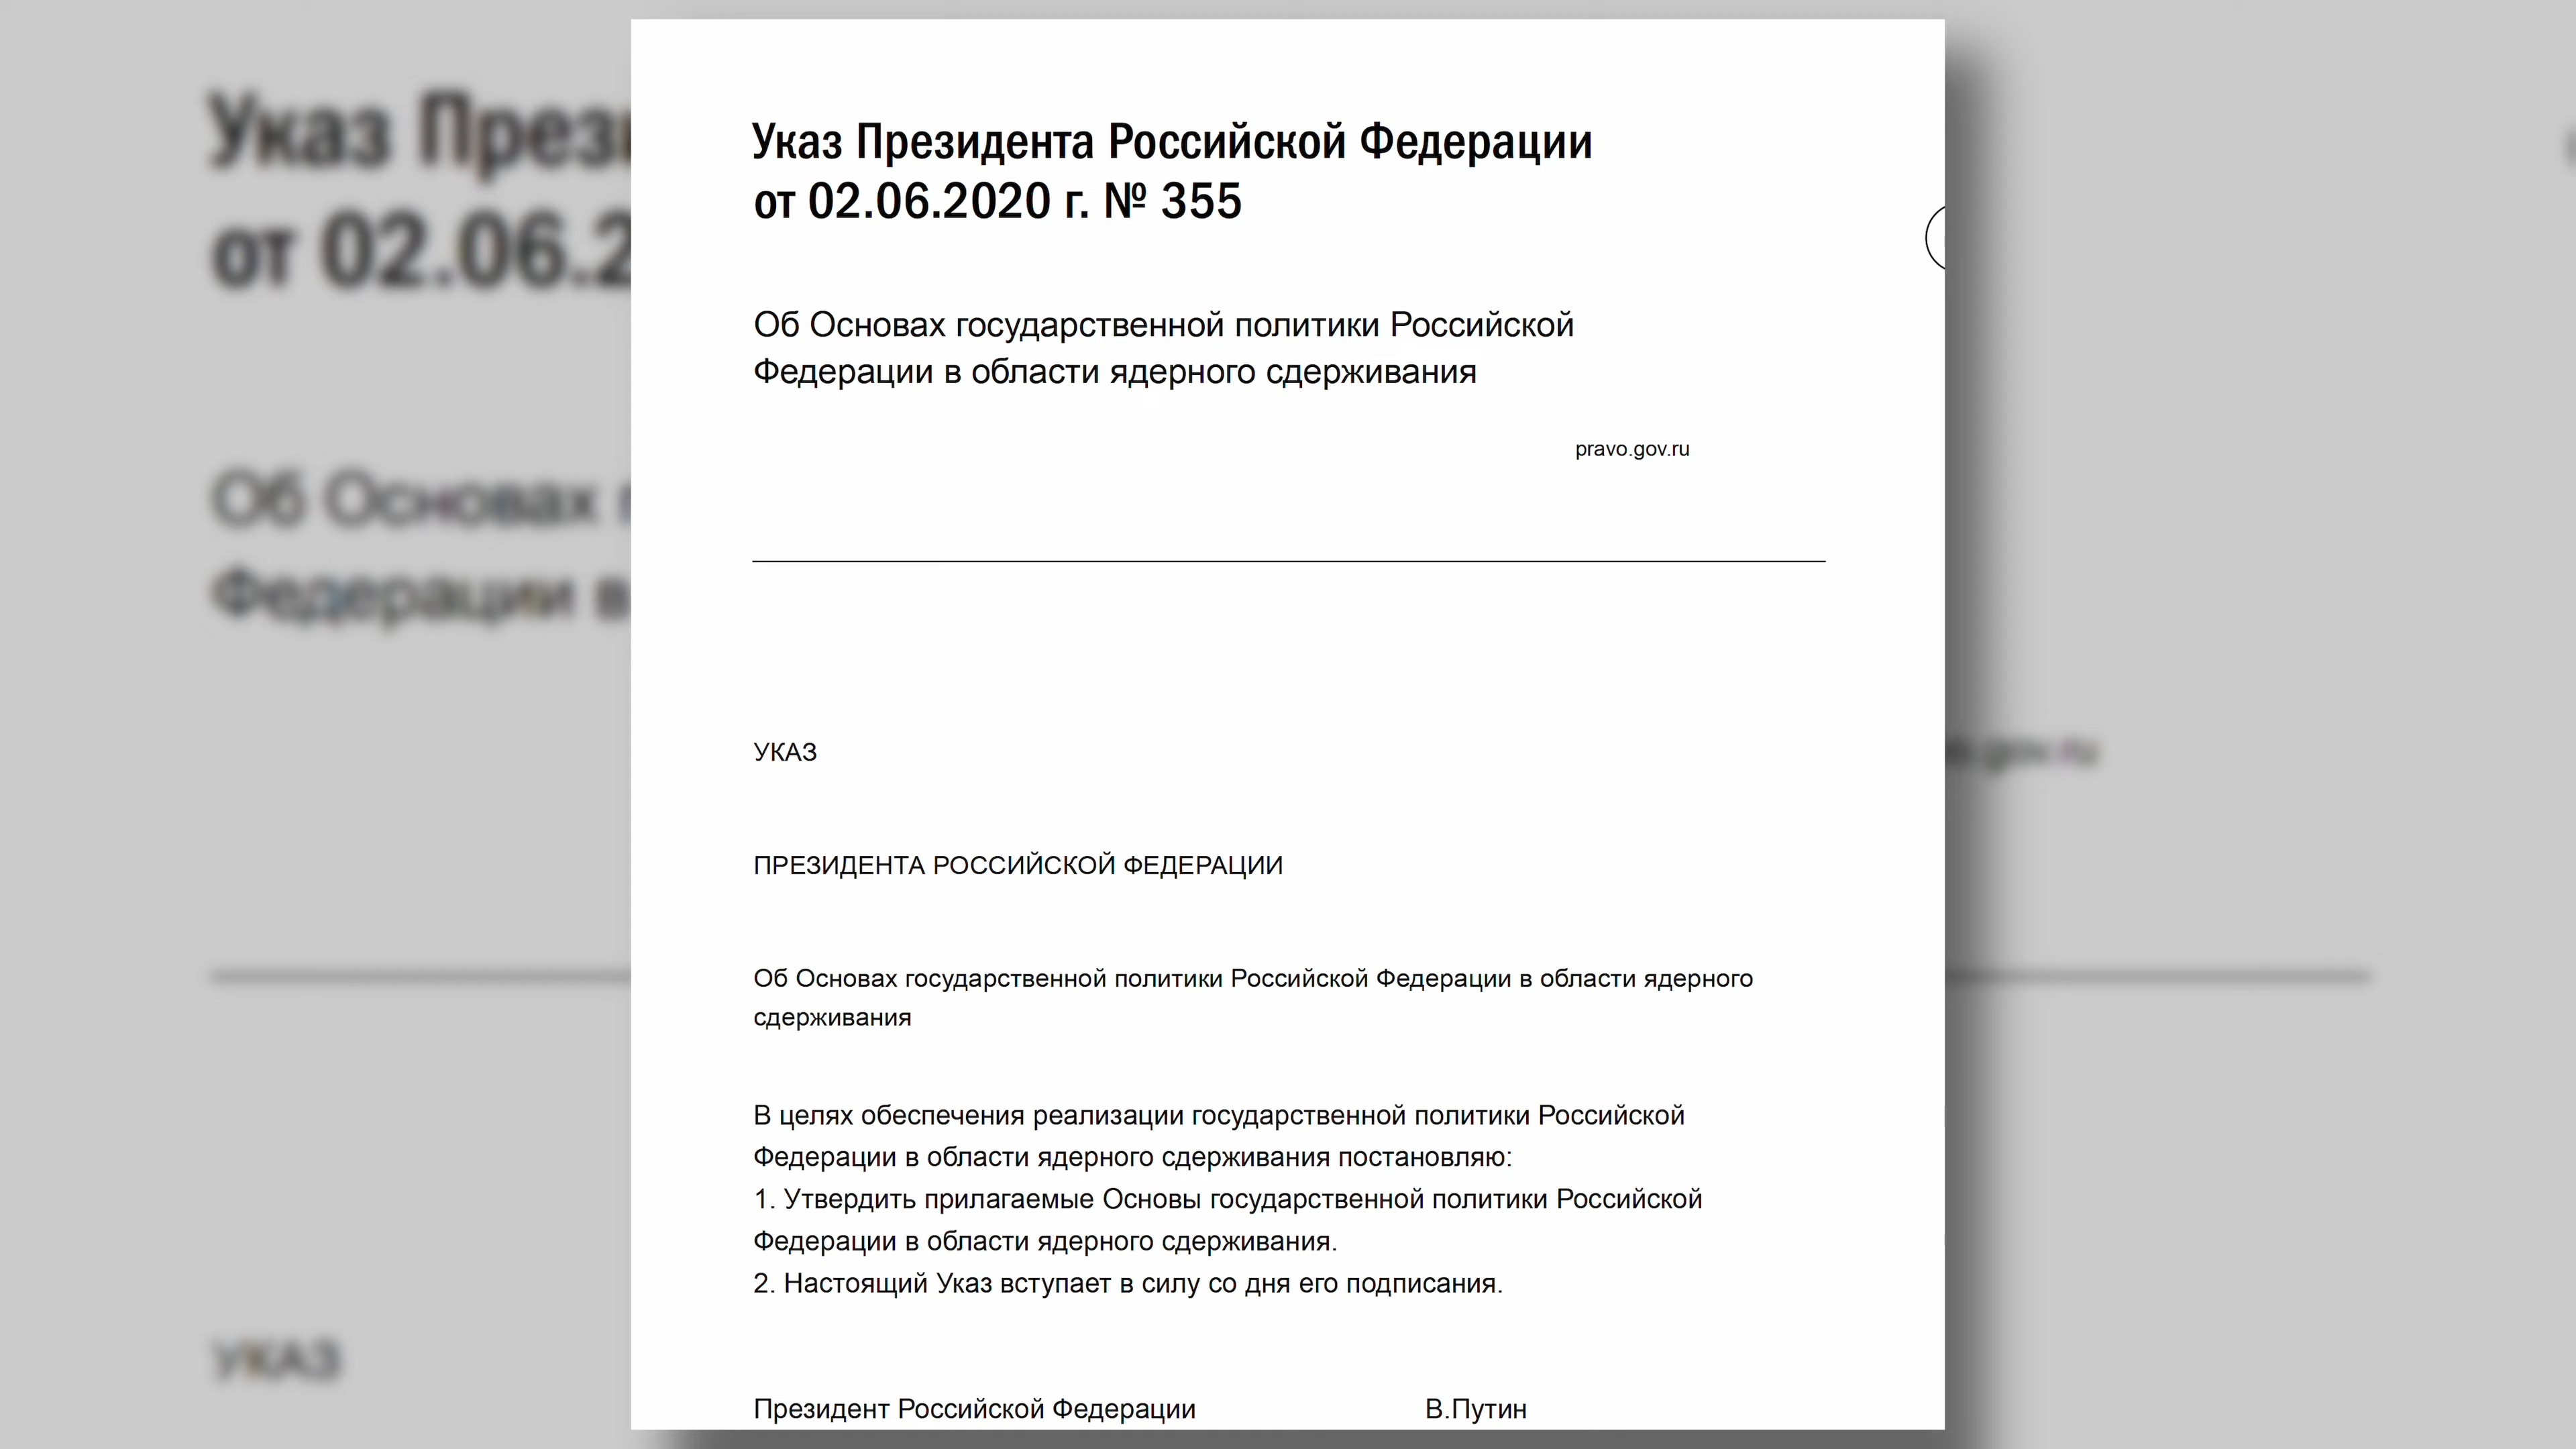 Указ Президента Российской Федерации
от 02.06.2020 г. № 355
Об Основах государственной политики Российской
Федерации в области ядерного сдерживания
pravo.gov.ru
УКАЗ
ПРЕЗИДЕНТА РОССИЙСКОЙ ФЕДЕРАЦИИ
Об Основах государственной политики Российской Федерации в области ядерного
сдерживания
В целях обеспечения реализации государственной политики Российской
Федерации в области ядерного сдерживания постановляю:
1. Утвердить прилагаемые Основы государственной политики Российской
Федерации в области ядерного сдерживания.
2. Настоящий Указ вступает в силу со дня его подписания.
Президент Российской Федерации В.Путин